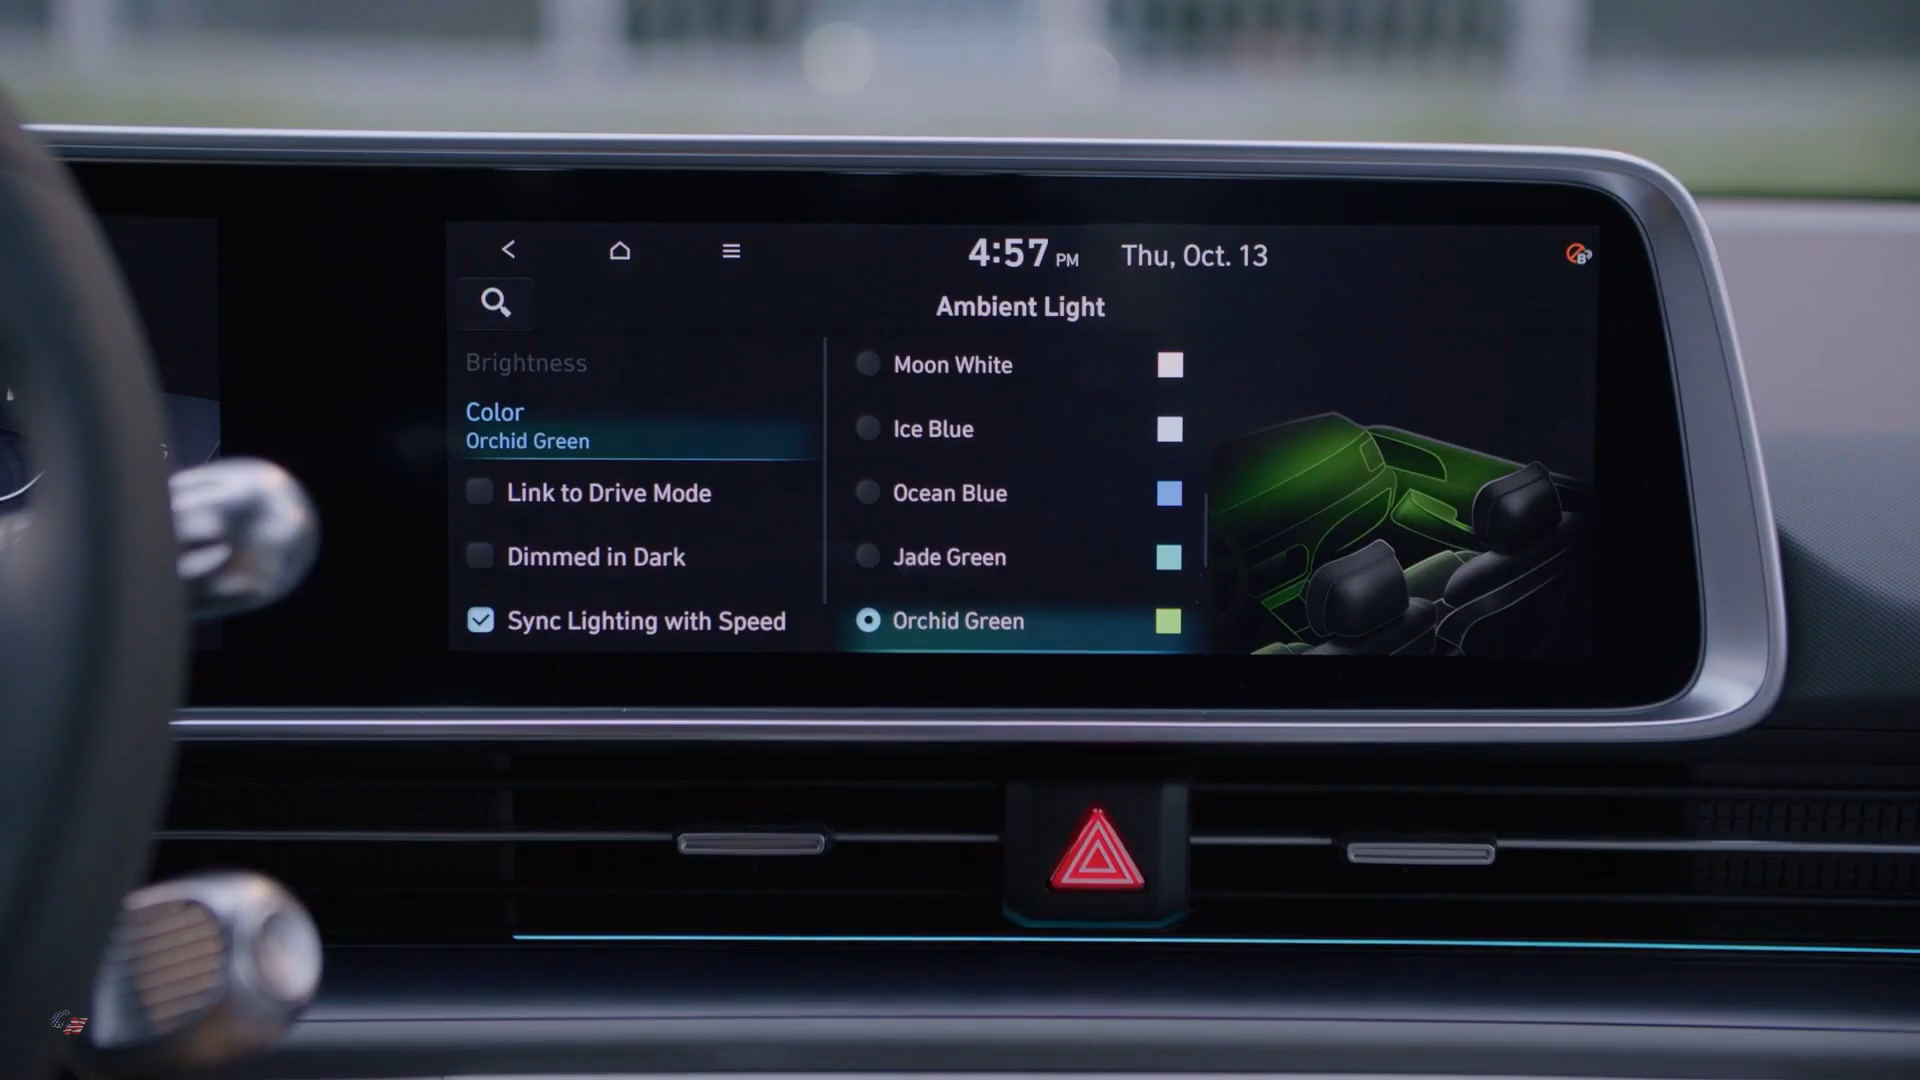 4:57 PM Thu, Oct. 13
Ambient Light
Brightness
Color
Orchid Green
Link to Drive Mode
Dimmed in Dark
Sync Lighting with Speed
Moon White
Ice Blue
Ocean Blue
Jade Green
Orchid Green